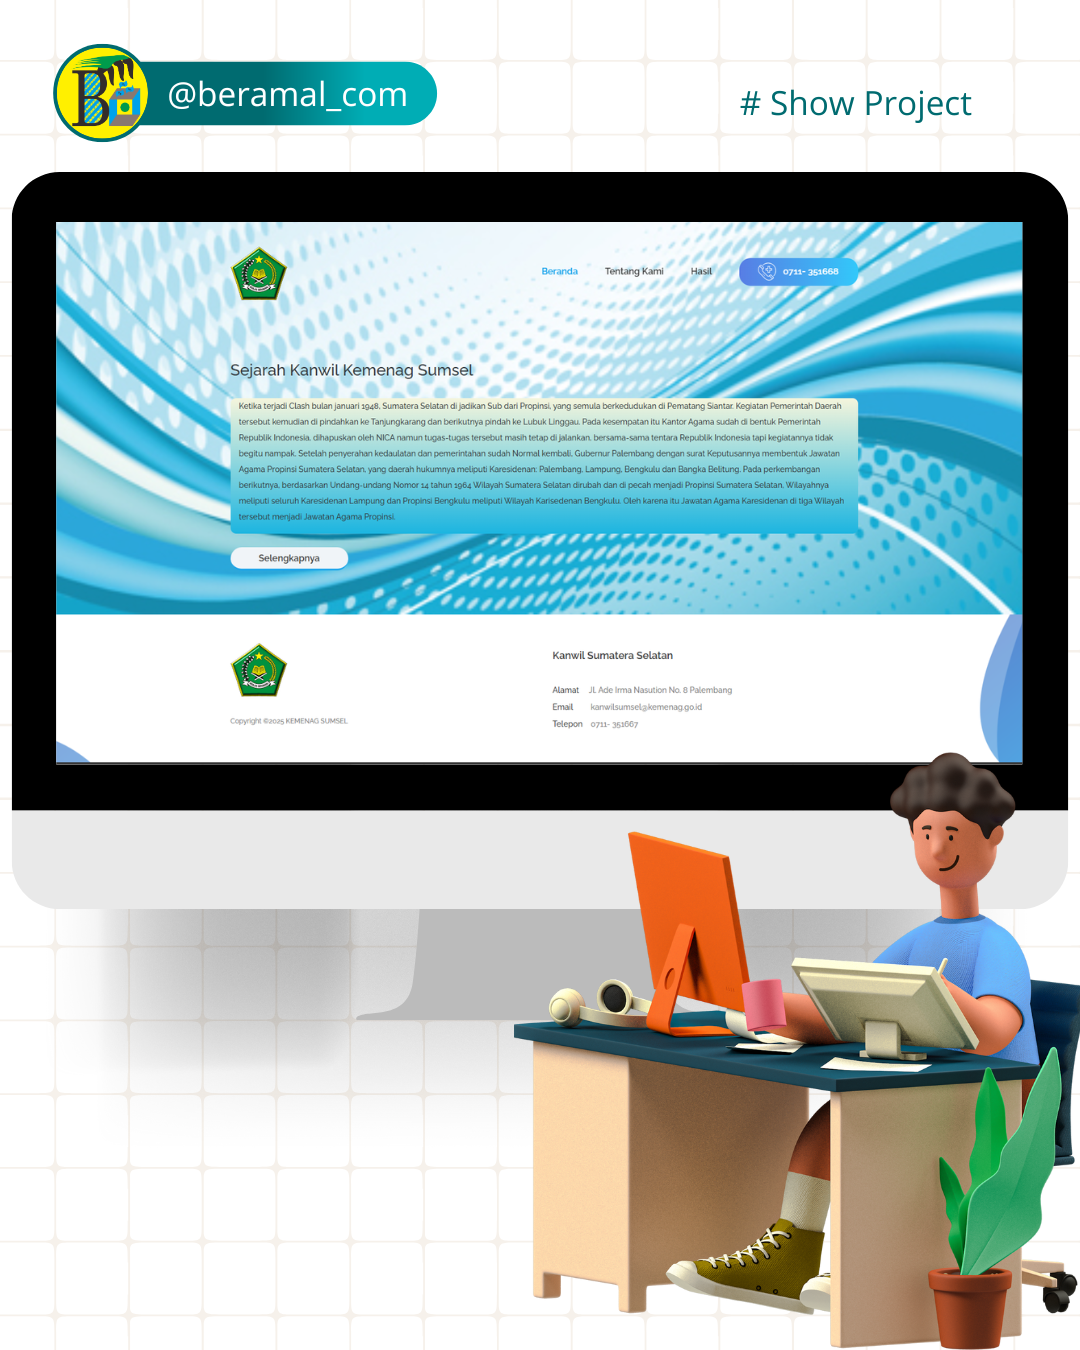 @beramal_com
# Show Project
Beranda
Tentang Kami
Hasil
0711- 351668
Sejarah Kanwil Kemenag Sumsel
Ketika terjadi Clash bulan januari 1948, Sumatera Selatan di jadikan Sub dari Propinsi, yang semula berkedudukan di Pematang Siantar. Kegiatan Pemerintah Daerah
tersebut kemudian di pindahkan ke Tanjungkarang dan berikutnya pindah ke Lubuk Linggau. Pada kesempatan itu Kantor Agama sudah di bentuk Pemerintah
Republik Indonesia. dihapuskan oleh NICA namun tugas-tugas tersebut masih tetap di jalankan, bersama-sama tentara Republik Indonesia tapi kegiatannya tidak
begitu nampak. Setelah penyerahan kedaulatan dan pemerintahan sudah Normal kembali. Gubernur Palembang dengan surat Keputusannya membentuk Jawatan
Agama Propinsi Sumatera Selatan, yang daerah hukumnya meliputi Karesidenan: Palembang, Lampung, Bengkulu dan Bangka Belitung. Pada perkembangan
berikutnya, berdasarkan Undang-undang Nomor 14 tahun 1964 Wilayah Sumatera Selatan dirubah dan di pecah menjadi Propinsi Sumatera Selatan. Wilayahnya
meliputi seluruh Karesidenan Lampung dan Propinsi Bengkulu meliputi Wilayah Karisedenan Bengkulu. Oleh karena itu Jawatan Agama Karesidenan di tiga Wilayah
tersebut menjadi Jawatan Agama Propinsi.
Selengkapnya
Copyright ©2025 KEMENAG SUMSEL
Kanwil Sumatera Selatan
Alamat Jl. Ade Irma Nasution No. 8 Palembang
Email kanwilsumsel@kemenag.go.id
Telepon 0711- 351667